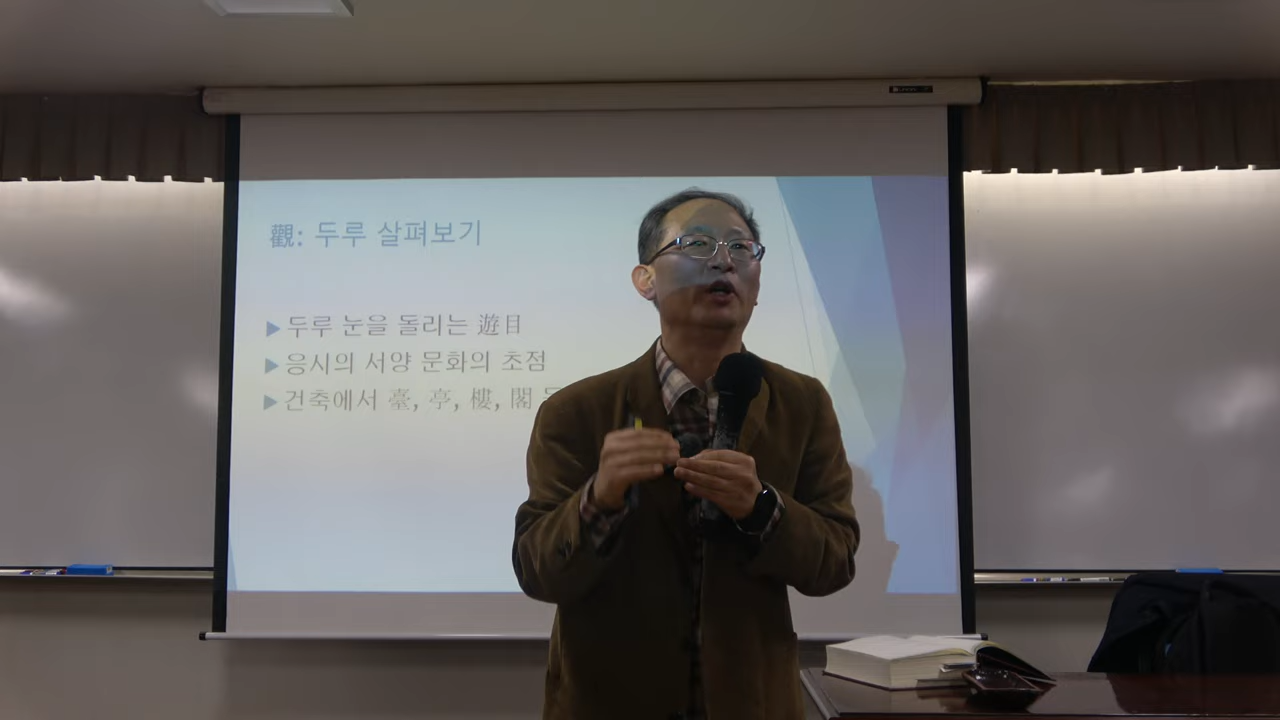 觀: 두루 살펴보기
두루 눈을 돌리는 遊目
응시의 서양 문화의 초점
건축에서 臺, 亭, 樓, 閣